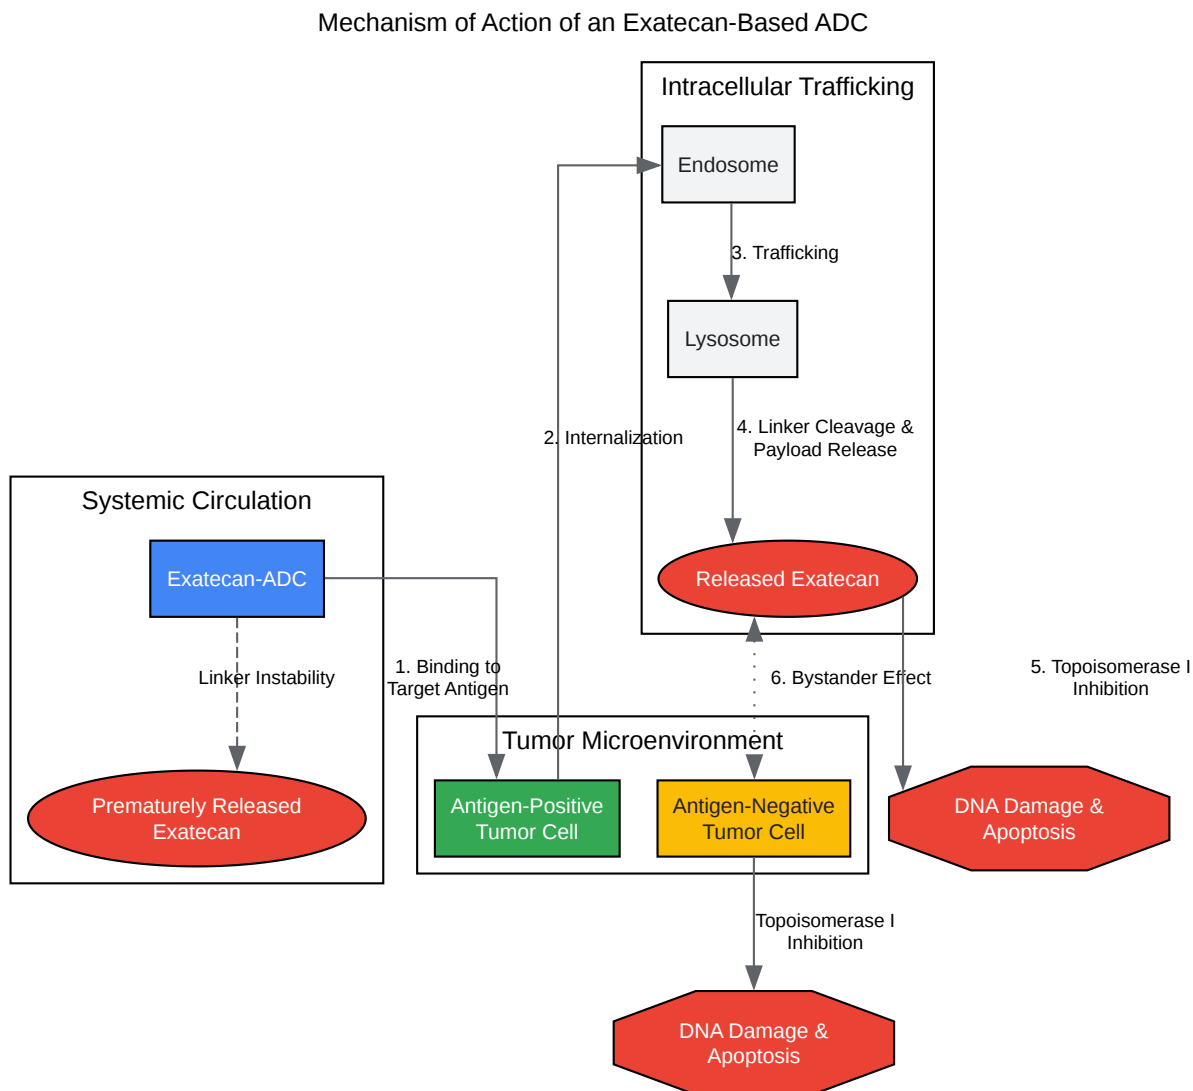 Mechanism of Action of an Exatecan-Based ADC
Intracellular Trafficking
Endosome
3. Trafficking
Lysosome
2. Internalization
4. Linker Cleavage &
Payload Release
Systemic Circulation
Exatecan-ADC
Released Exatecan
Linker Instability
1. Binding to
Target Antigen
6. Bystander Effect
5. Topoisomerase I
Inhibition
Tumor Microenvironment
Prematurely Released
Exatecan
Antigen-Positive
Tumor Cell
Antigen-Negative
Tumor Cell
DNA Damage &
Apoptosis
Topoisomerase I
Inhibition
DNA Damage &
Apoptosis